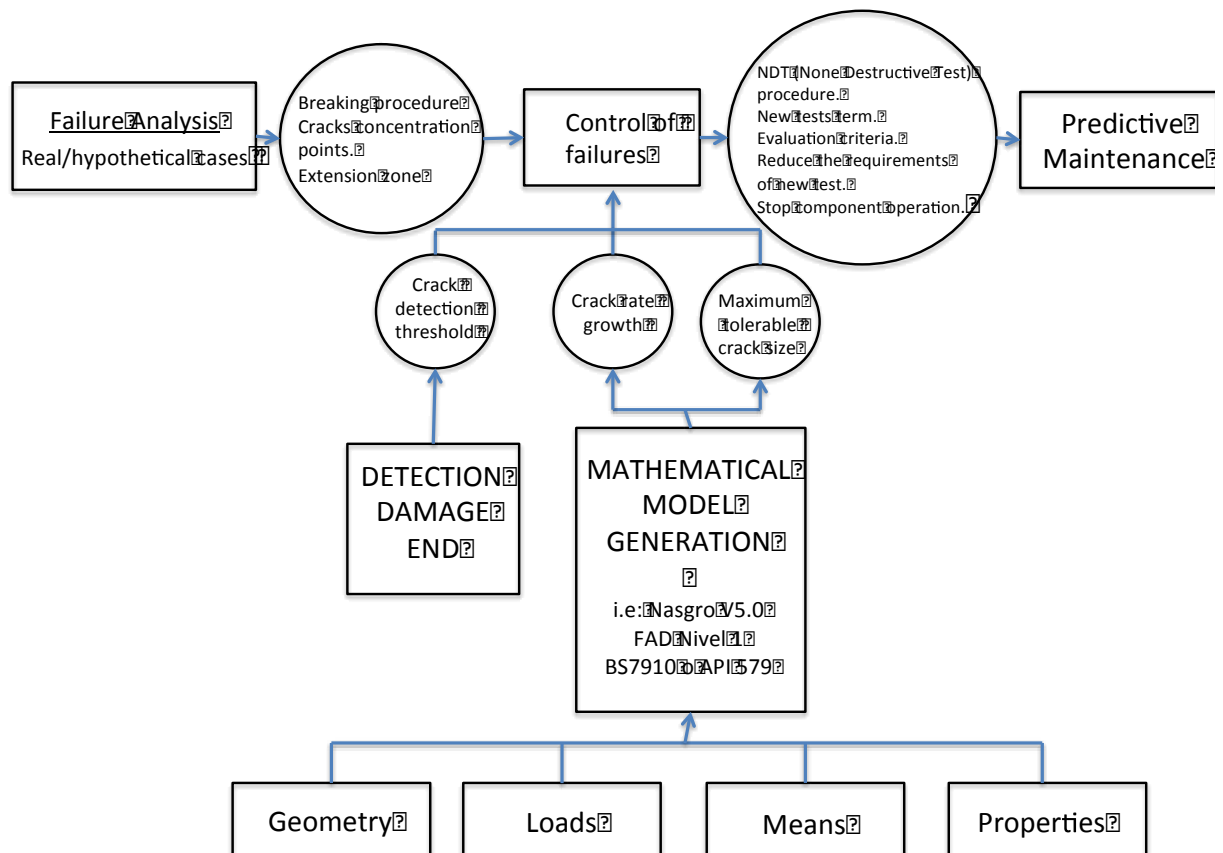 Failure Analysis
Real/hypothetical cases
Breaking procedure
Cracks concentration
points.
Extension zone
Control of
failures
NDT (None Destructive Test)
procedure.
New tests term.
Evaluation criteria.
Reduce the requirements
of new test.
Stop component operation.
Predictive
Maintenance
Crack
detection
threshold
Crack rate
growth
Maximum
tolerable
crack size
DETECTION
DAMAGE
END
MATHEMATICAL
MODEL
GENERATION
i.e: Nasgro V5.0
FAD Nivel 1
BS7910 o API 579
Geometry
Loads
Means
Properties